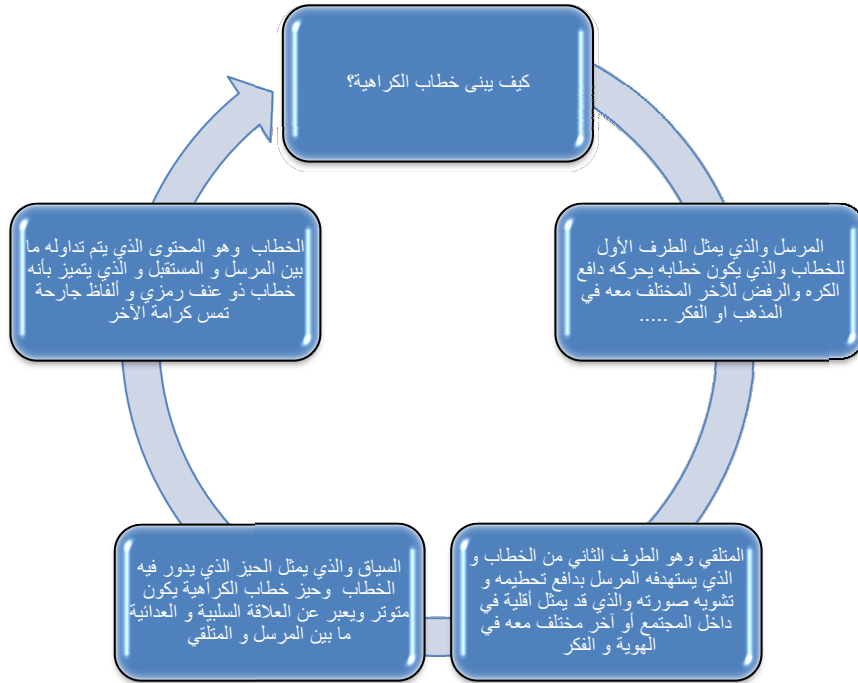 كيف يبنى خطاب الكراهية؟
المرسل والذي يمثل الطرف الأول
للخطاب والذي يكون خطابه يحركه دافع
الكره والرفض للآخر المختلف معه في
المذهب او الفكر .....
المتلقي وهو الطرف الثاني من الخطاب و
الذي يستهدفه المرسل بدافع تحطيمه و
تشويه صورته والذي قد يمثل أقلية في
داخل المجتمع أو آخر مختلف معه في
الهوية و الفكر
السياق والذي يمثل الحيز الذي يدور فيه
الخطاب وحيز خطاب الكراهية يكون
متوتر ويعبر عن العلاقة السلبية و العدائية
ما بين المرسل و المتلقي
الخطاب وهو المحتوى الذي يتم تداوله ما
بين المرسل و المستقبل و الذي يتميز بأنه
خطاب ذو عنف رمزي و ألفاظ جارحة
تمس كرامة الآخر